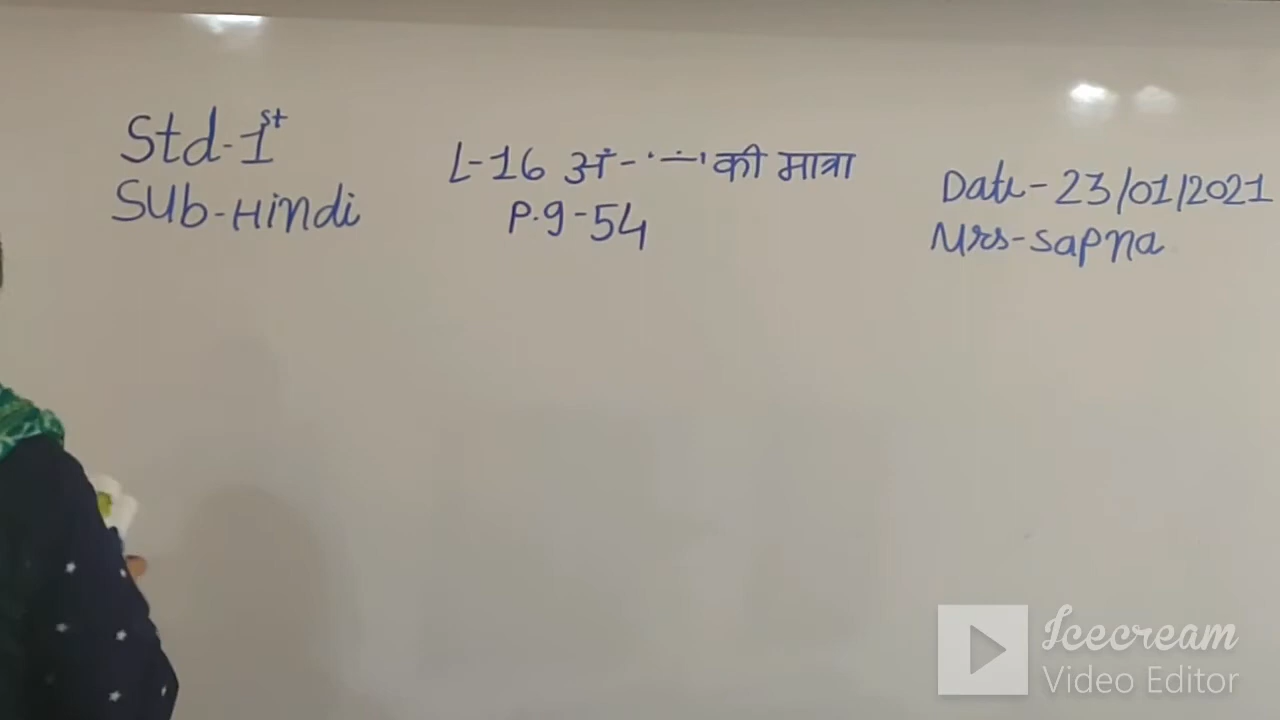 Std-1st
Sub-Hindi
L-16 अं-'ं' की मात्रा
P.g-54
Date-23/01/2021
Mrs-Sapna
Icecream
Video Editor